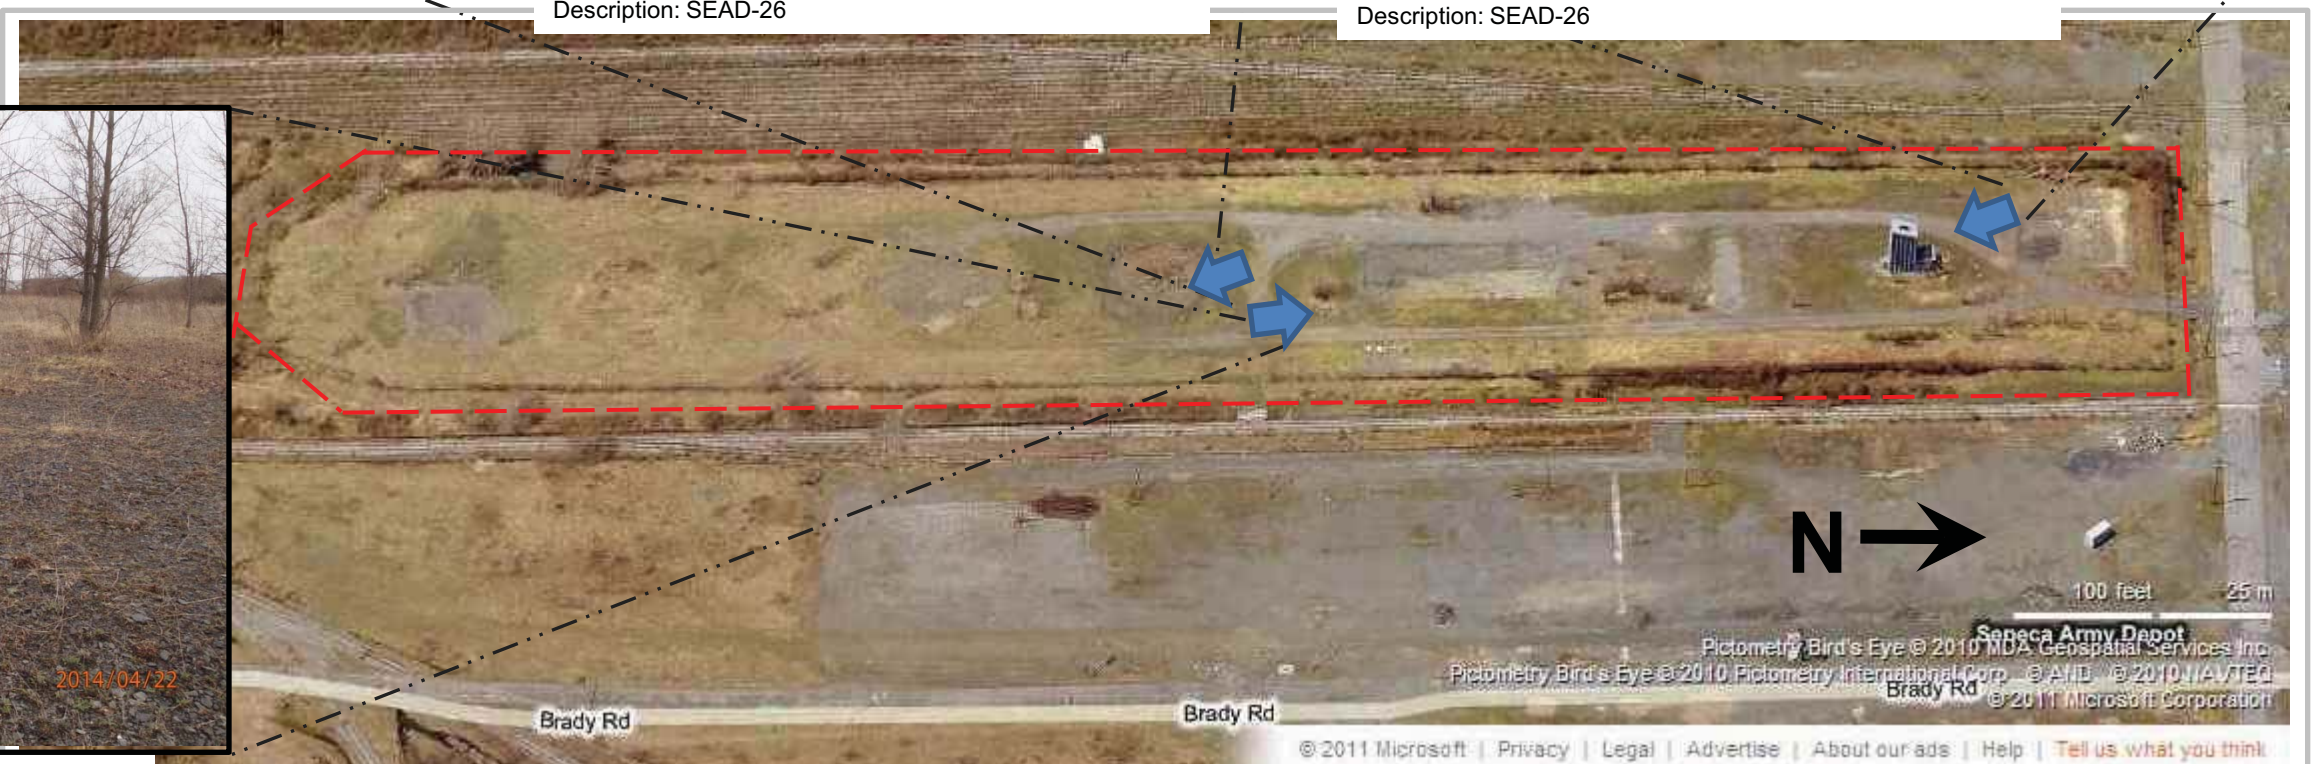 Description: SEAD-26
Description: SEAD-26
N
100 feet
25 m
Seneca Army Depot
Pictometry Bird's Eye © 2010 MDA Geospatial Services Inc.
Pictometry Bird's Eye © 2010 Pictometry International Corp. © AND © 2010 NAVTEQ
© 2011 Microsoft Corporation
2014/04/22
Brady Rd
Brady Rd
Brady Rd
© 2011 Microsoft | Privacy | Legal | Advertise | About our ads | Help | Tell us what you think